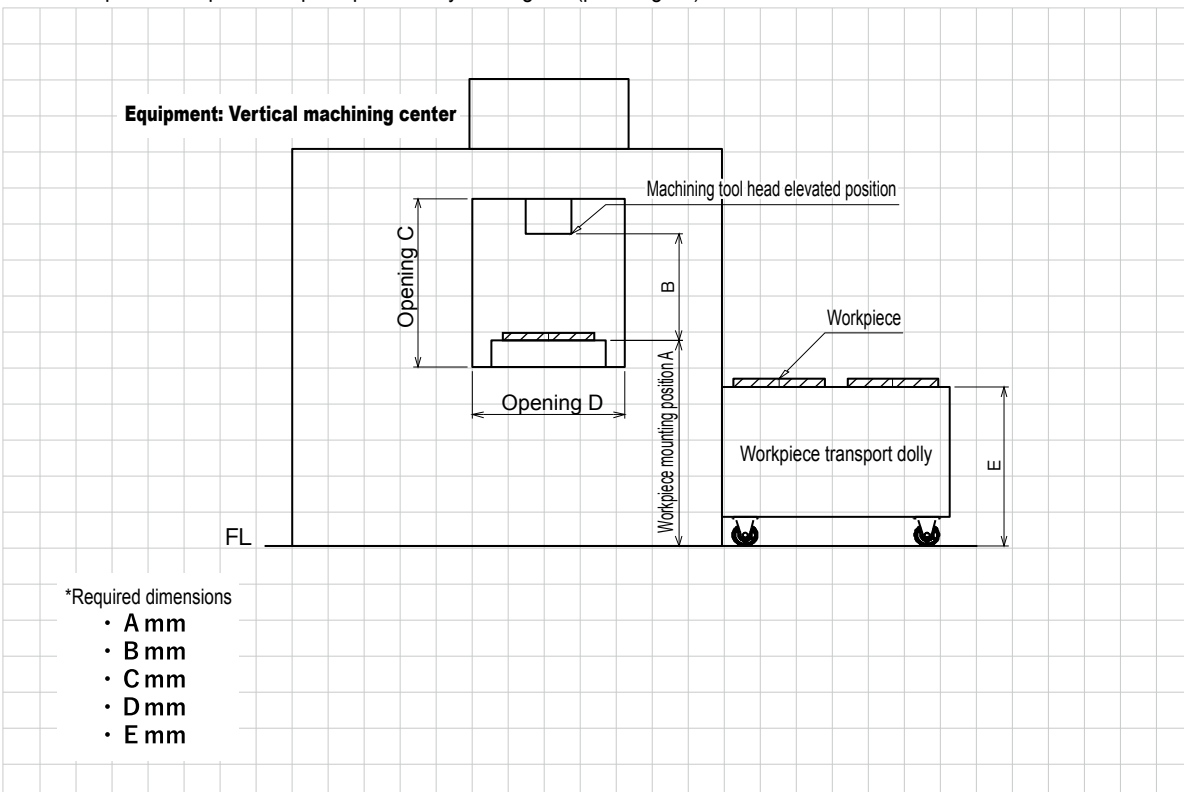 Equipment: Vertical machining center
Machining tool head elevated position
Opening C
B
Workpiece
Opening D
Workpiece mounting position A
Workpiece transport dolly
E
FL
*Required dimensions
・ A mm
・ B mm
・ C mm
・ D mm
・ E mm